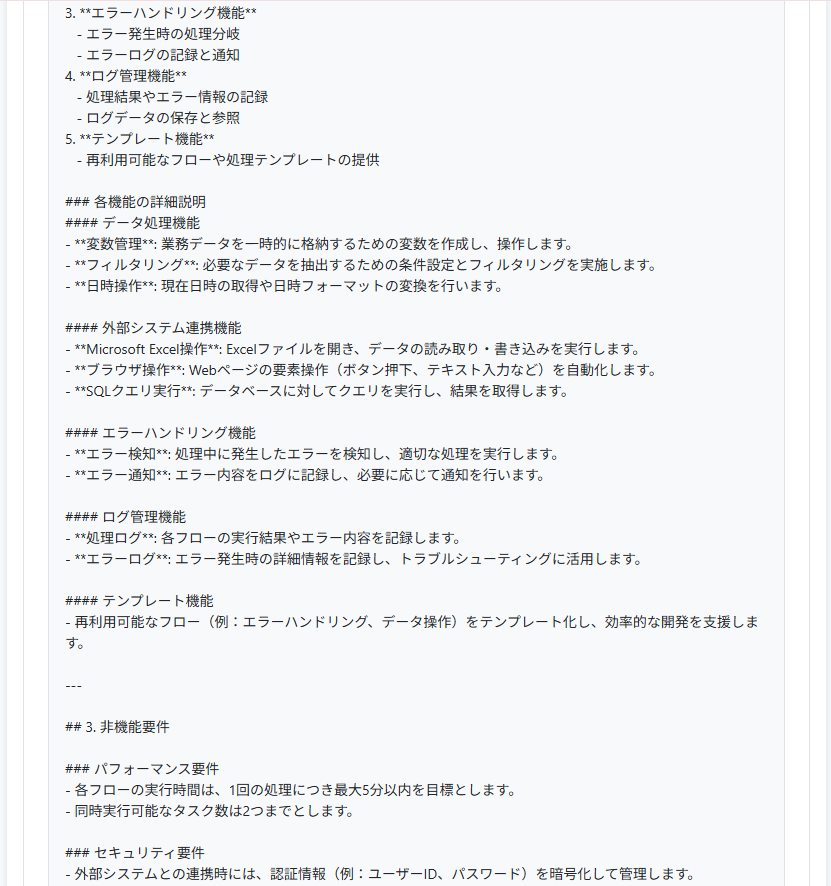 3. **エラーハンドリング機能**
- エラー発生時の処理分岐
- エラーログの記録と通知
4. **ログ管理機能**
- 処理結果やエラー情報の記録
- ログデータの保存と参照
5. **テンプレート機能**
- 再利用可能なフローや処理テンプレートの提供
### 各機能の詳細説明
#### データ処理機能
- **変数管理**: 業務データを一時的に格納するための変数を作成し、操作します。
- **フィルタリング**: 必要なデータを抽出するための条件設定とフィルタリングを実施します。
- **日時操作**: 現在日時の取得や日時フォーマットの変換を行います。
#### 外部システム連携機能
- **Microsoft Excel操作**: Excelファイルを開き、データの読み取り・書き込みを実行します。
- **ブラウザ操作**: Webページの要素操作（ボタン押下、テキスト入力など）を自動化します。
- **SQLクエリ実行**: データベースに対してクエリを実行し、結果を取得します。
#### エラーハンドリング機能
- **エラー検知**: 処理中に発生したエラーを検知し、適切な処理を実行します。
- **エラー通知**: エラー内容をログに記録し、必要に応じて通知を行います。
#### ログ管理機能
- **処理ログ**: 各フローの実行結果やエラー内容を記録します。
- **エラーログ**: エラー発生時の詳細情報を記録し、トラブルシューティングに活用します。
#### テンプレート機能
- 再利用可能なフロー（例：エラーハンドリング、データ操作）をテンプレート化し、効率的な開発を支援しま
す。
---
## 3. 非機能要件
### パフォーマンス要件
- 各フローの実行時間は、1回の処理につき最大5分以内を目標とします。
- 同時実行可能なタスク数は2つまでとします。
### セキュリティ要件
- 外部システムとの連携時には、認証情報（例：ユーザーID、パスワード）を暗号化して管理します。